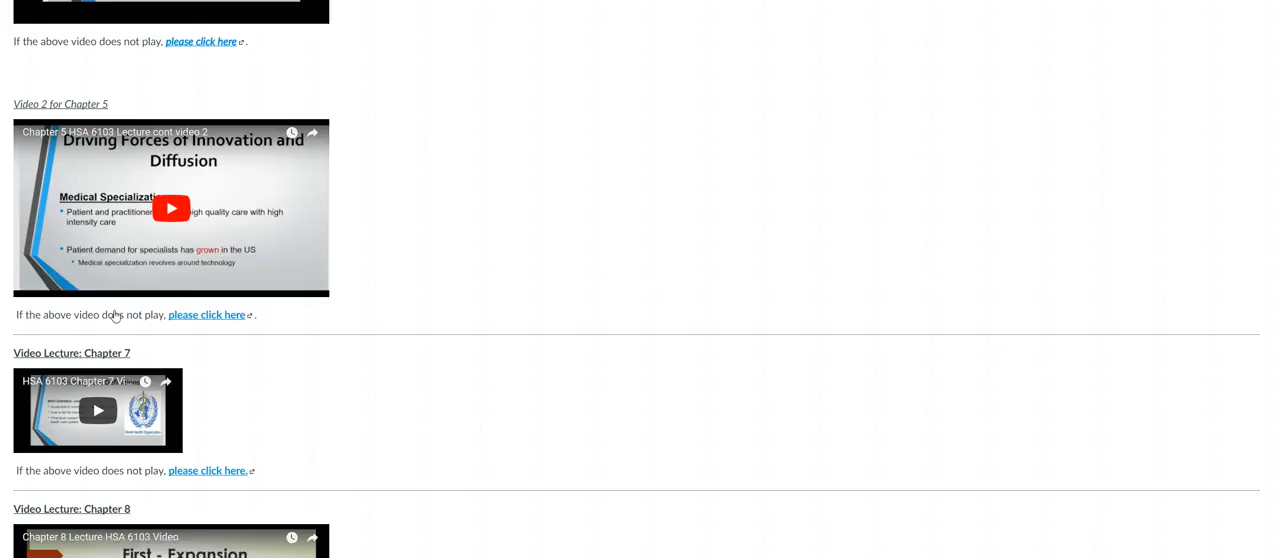 If the above video does not play, please click here .
Video 2 for Chapter 5
Chapter 5 HSA 6103 Lecture cont video 2
Driving Forces of Innovation and
Diffusion
Medical
Patient and practitioner high quality care with high
intensity care
Patient demand for specialists has grown in the US
Medical specialization revolves around technology
If the above video does not play, please click here .
Video Lecture: Chapter 7
HSA 6103 Chapter 7 Vi...
If the above video does not play, please click here.
Video Lecture: Chapter 8
Chapter 8 Lecture HSA 6103 Video
First - Expansion